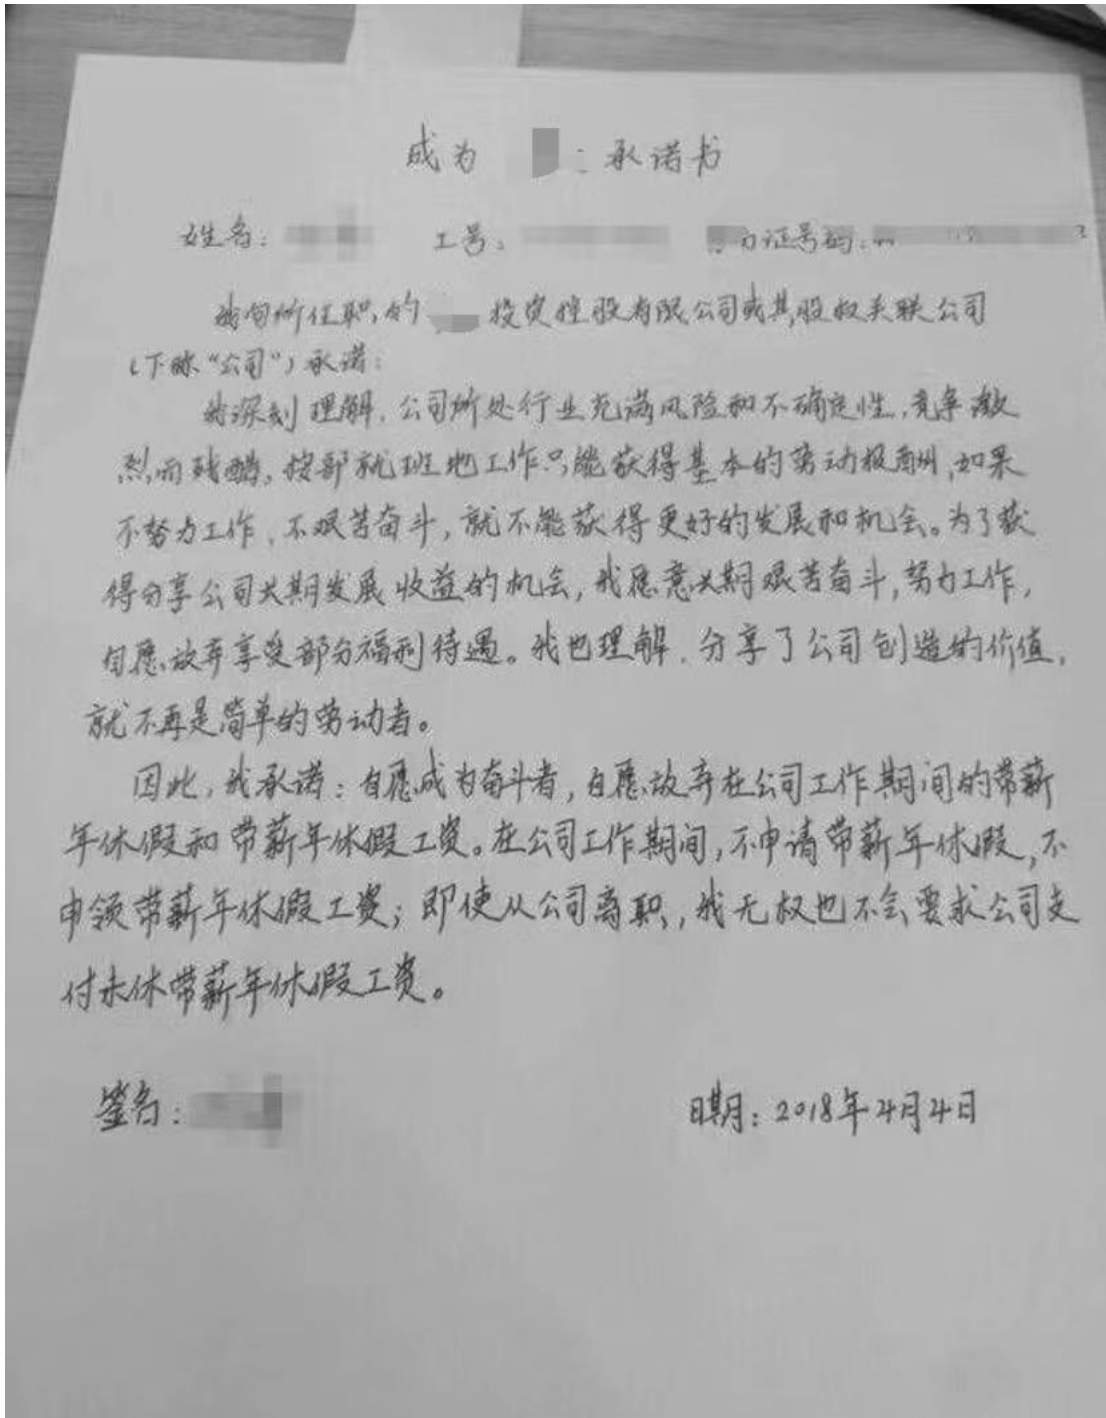 成为 承诺书
姓名: 工号: 证号码:
我向所任职的 投资控股有限公司或其股权关联公司
(下称“公司”)承诺:
我深刻理解,公司所处行业充满风险和不确定性,竞争激
烈而残酷,按部就班地工作只能获得基本的劳动报酬,如果
不努力工作,不艰苦奋斗,就不能获得更好的发展和机会。为了获
得分享公司长期发展收益的机会,我愿意长期艰苦奋斗,努力工作,
自愿放弃享受部分福利待遇。我也理解,分享了公司创造的价值,
就不再是简单的劳动者。
因此,我承诺:自愿成为奋斗者,自愿放弃在公司工作期间的带薪
年休假和带薪年休假工资。在公司工作期间,不申请带薪年休假,不
申领带薪年休假工资;即使从公司离职,我无权也不会要求公司支
付未休带薪年休假工资。
签名: 日期:2018年4月4日